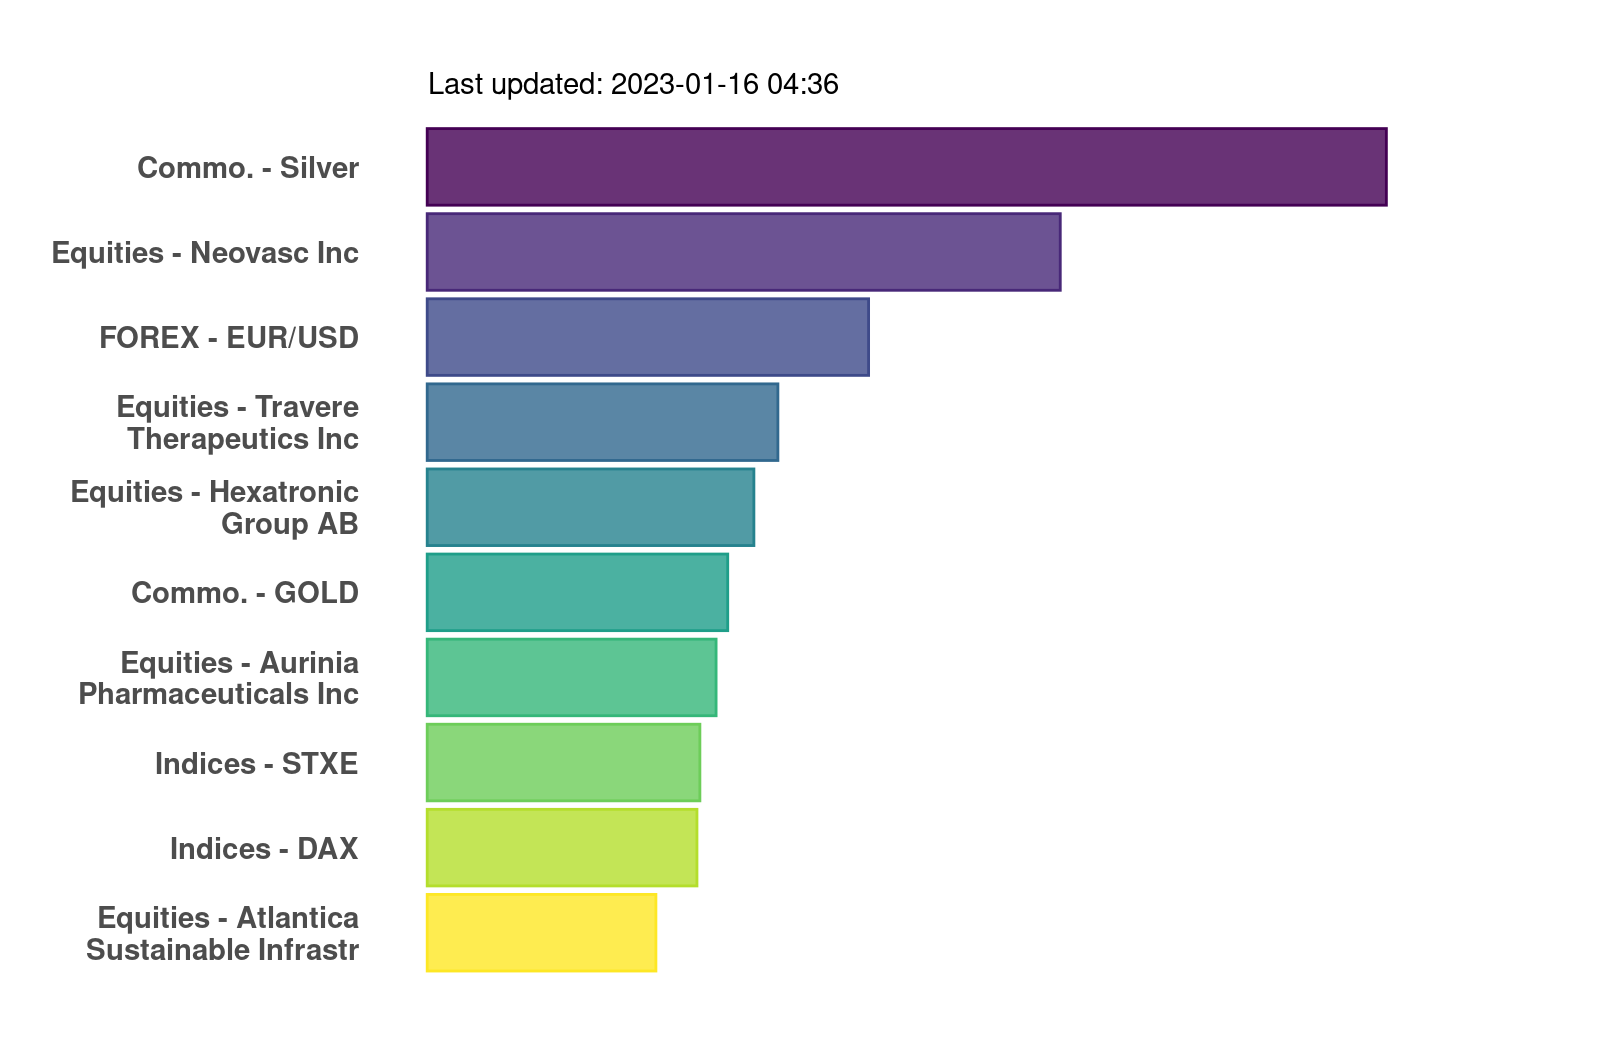 Last updated: 2023-01-16 04:36
Commo. - Silver
Equities - Neovasc Inc
FOREX - EUR/USD
Equities - Travere
Therapeutics Inc
Equities - Hexatronic
Group AB
Commo. - GOLD
Equities - Aurinia
Pharmaceuticals Inc
Indices - STXE
Indices - DAX
Equities - Atlantica
Sustainable Infrastr